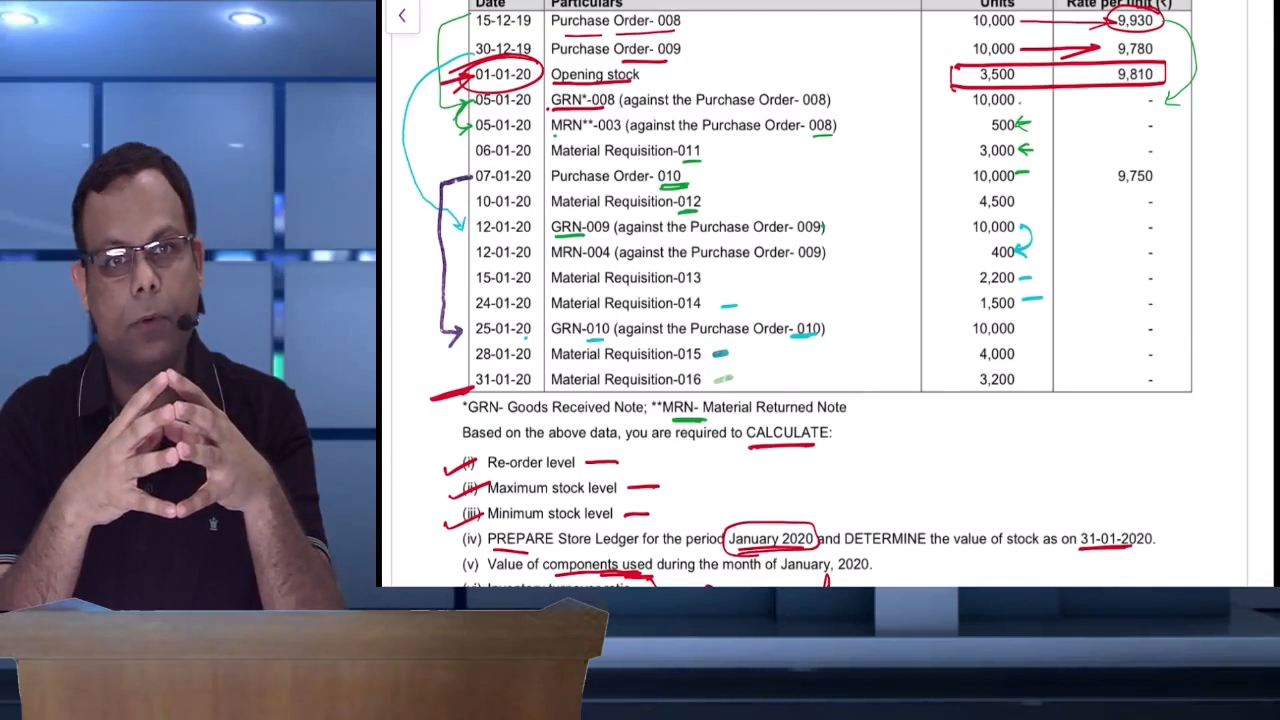 Date Particulars Units Rate per unit (₹)
15-12-19 Purchase Order- 008 10,000 9,930
30-12-19 Purchase Order- 009 10,000 9,780
01-01-20 Opening stock 3,500 9,810
05-01-20 GRN*-008 (against the Purchase Order- 008) 10,000 -
05-01-20 MRN**-003 (against the Purchase Order- 008) 500 -
06-01-20 Material Requisition-011 3,000 -
07-01-20 Purchase Order- 010 10,000 9,750
10-01-20 Material Requisition-012 4,500 -
12-01-20 GRN-009 (against the Purchase Order- 009) 10,000 -
12-01-20 MRN-004 (against the Purchase Order- 009) 400 -
15-01-20 Material Requisition-013 2,200 -
24-01-20 Material Requisition-014 1,500 -
25-01-20 GRN-010 (against the Purchase Order- 010) 10,000 -
28-01-20 Material Requisition-015 4,000 -
31-01-20 Material Requisition-016 3,200 -
*GRN- Goods Received Note; **MRN- Material Returned Note
Based on the above data, you are required to CALCULATE:
(i) Re-order level
(ii) Maximum stock level
(iii) Minimum stock level
(iv) PREPARE Store Ledger for the period January 2020 and DETERMINE the value of stock as on 31-01-2020.
(v) Value of components used during the month of January, 2020.